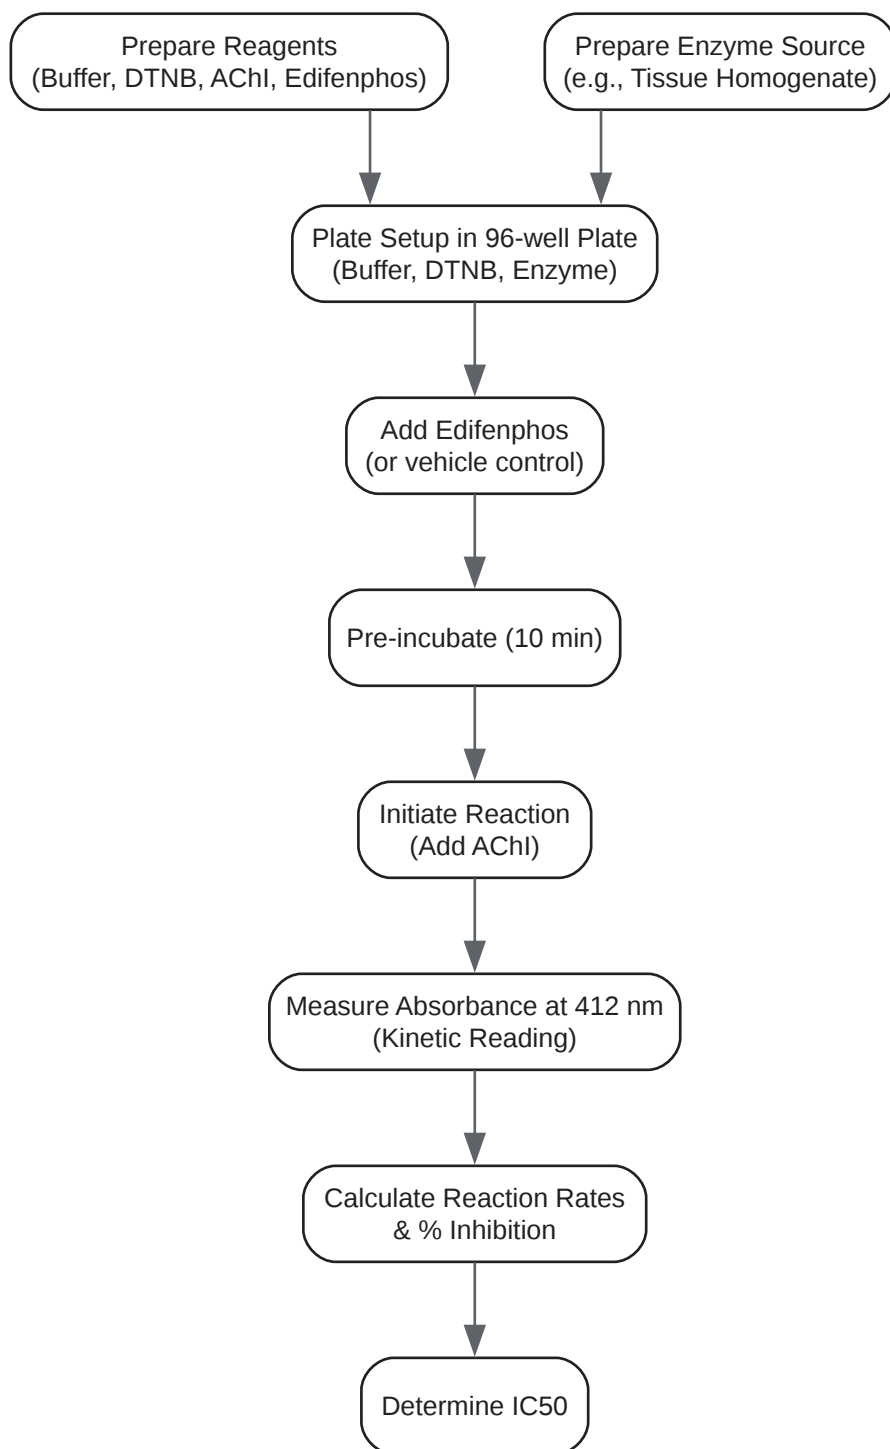 Prepare Reagents
(Buffer, DTNB, AChI, Edifenphos)
Prepare Enzyme Source
(e.g., Tissue Homogenate)
Plate Setup in 96-well Plate
(Buffer, DTNB, Enzyme)
Add Edifenphos
(or vehicle control)
Pre-incubate (10 min)
Initiate Reaction
(Add AChI)
Measure Absorbance at 412 nm
(Kinetic Reading)
Calculate Reaction Rates
& % Inhibition
Determine IC50